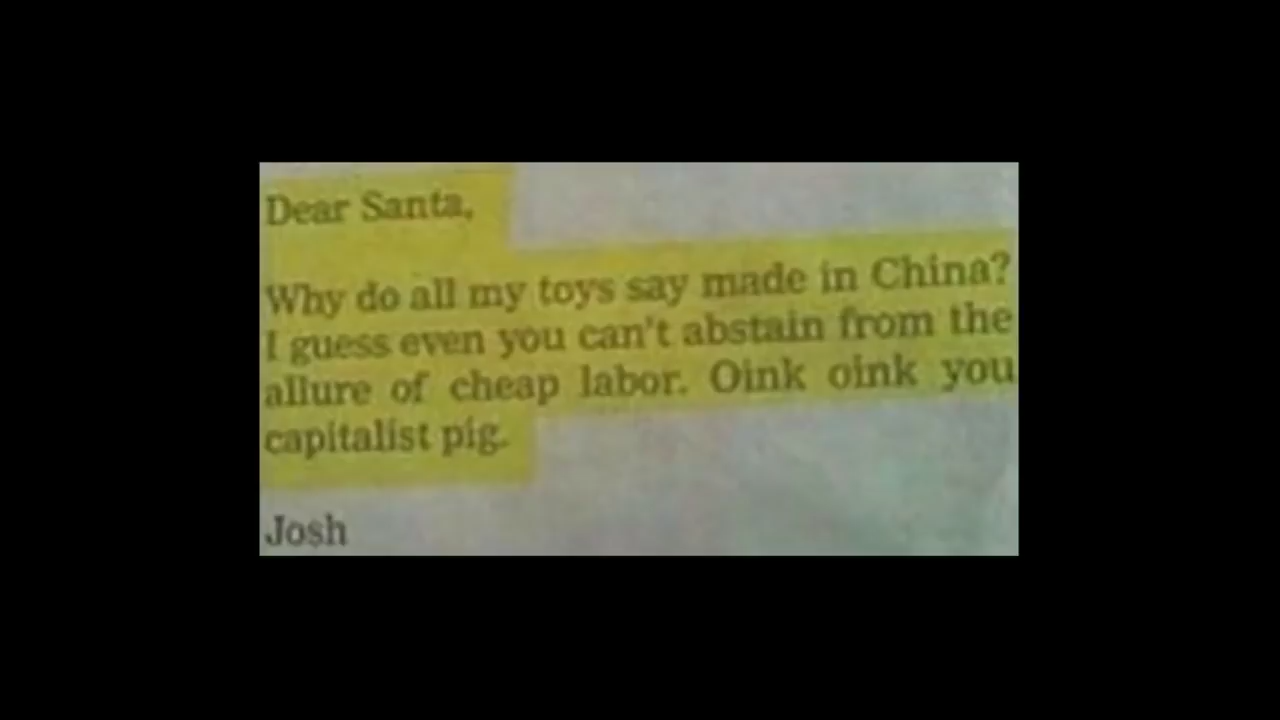 Dear Santa,
Why do all my toys say made in China?
I guess even you can't abstain from the
allure of cheap labor. Oink oink you
capitalist pig.
Josh